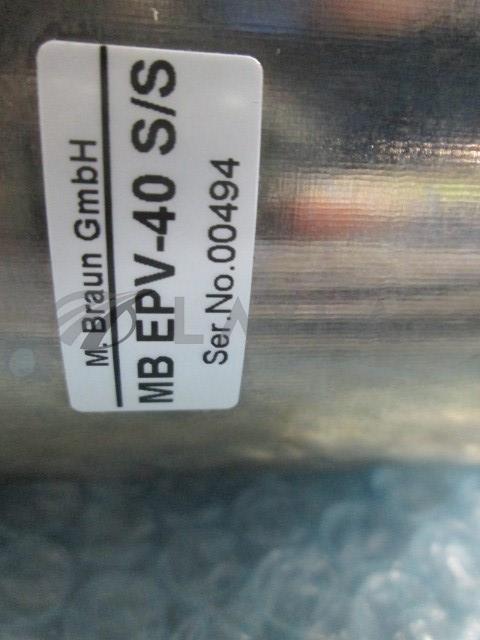 M. Braun GmbH
MB EPV-40 S/S
Ser.No.00494